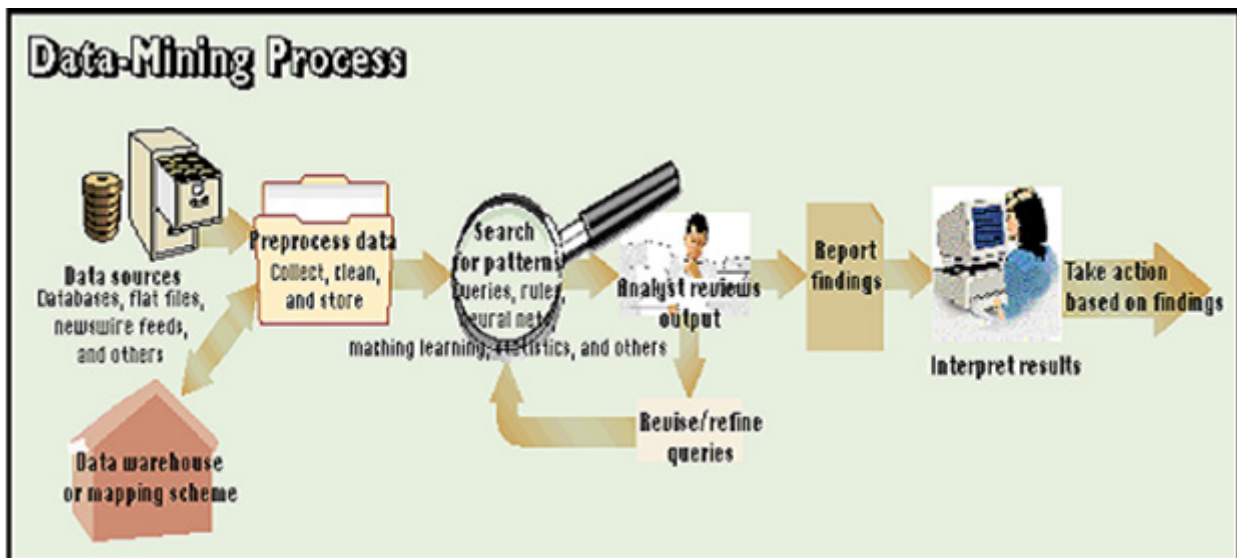 Data-Mining Process
Data sources
Databases, flat files,
newswire feeds,
and others
Data warehouse
or mapping scheme
Preprocess data
Collect, clean,
and store
Search
for patterns
Queries, rules,
neural nets,
maching learning, statistics, and others
Analyst reviews
output
Revise/refine
queries
Report
findings
Interpret results
Take action
based on findings